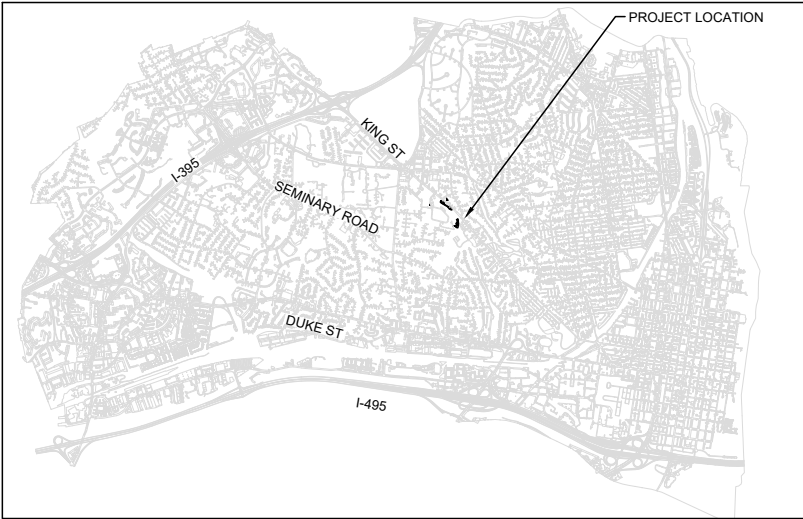 PROJECT LOCATION
KING ST
I-395
SEMINARY ROAD
DUKE ST
I-495